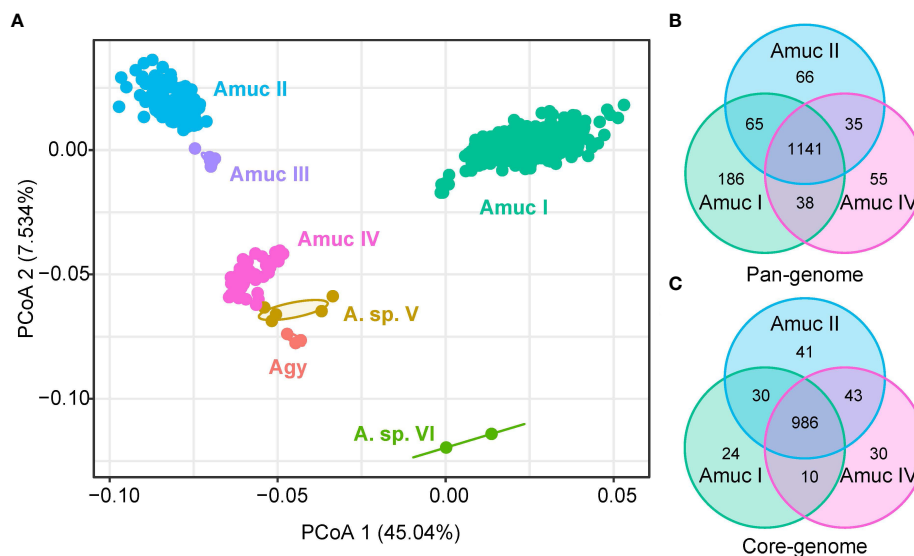 A
PCoA 2 (7.534%)
0.00
−0.05
−0.10
−0.10
−0.05
0.00
0.05
PCoA 1 (45.04%)
Amuc II
Amuc III
Amuc I
Amuc IV
A. sp. V
Agy
A. sp. VI
B
Amuc II
66
65
35
1141
186
55
Amuc I
38
Amuc IV
Pan-genome
C
Amuc II
41
30
43
986
24
30
Amuc I
10
Amuc IV
Core-genome